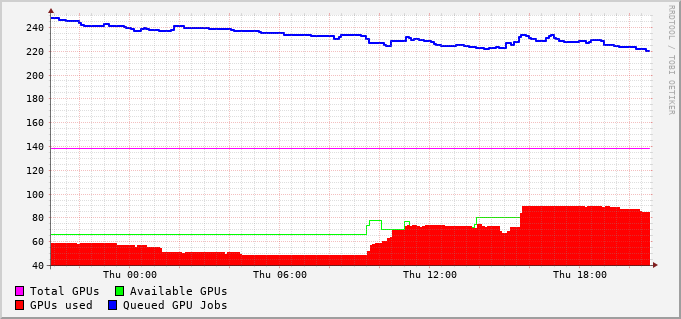 240
220
200
180
160
140
120
100
80
60
40
Thu 00:00 Thu 06:00 Thu 12:00 Thu 18:00
Total GPUs Available GPUs
GPUs used Queued GPU Jobs
RRDTOOL / TOBI OETIKER